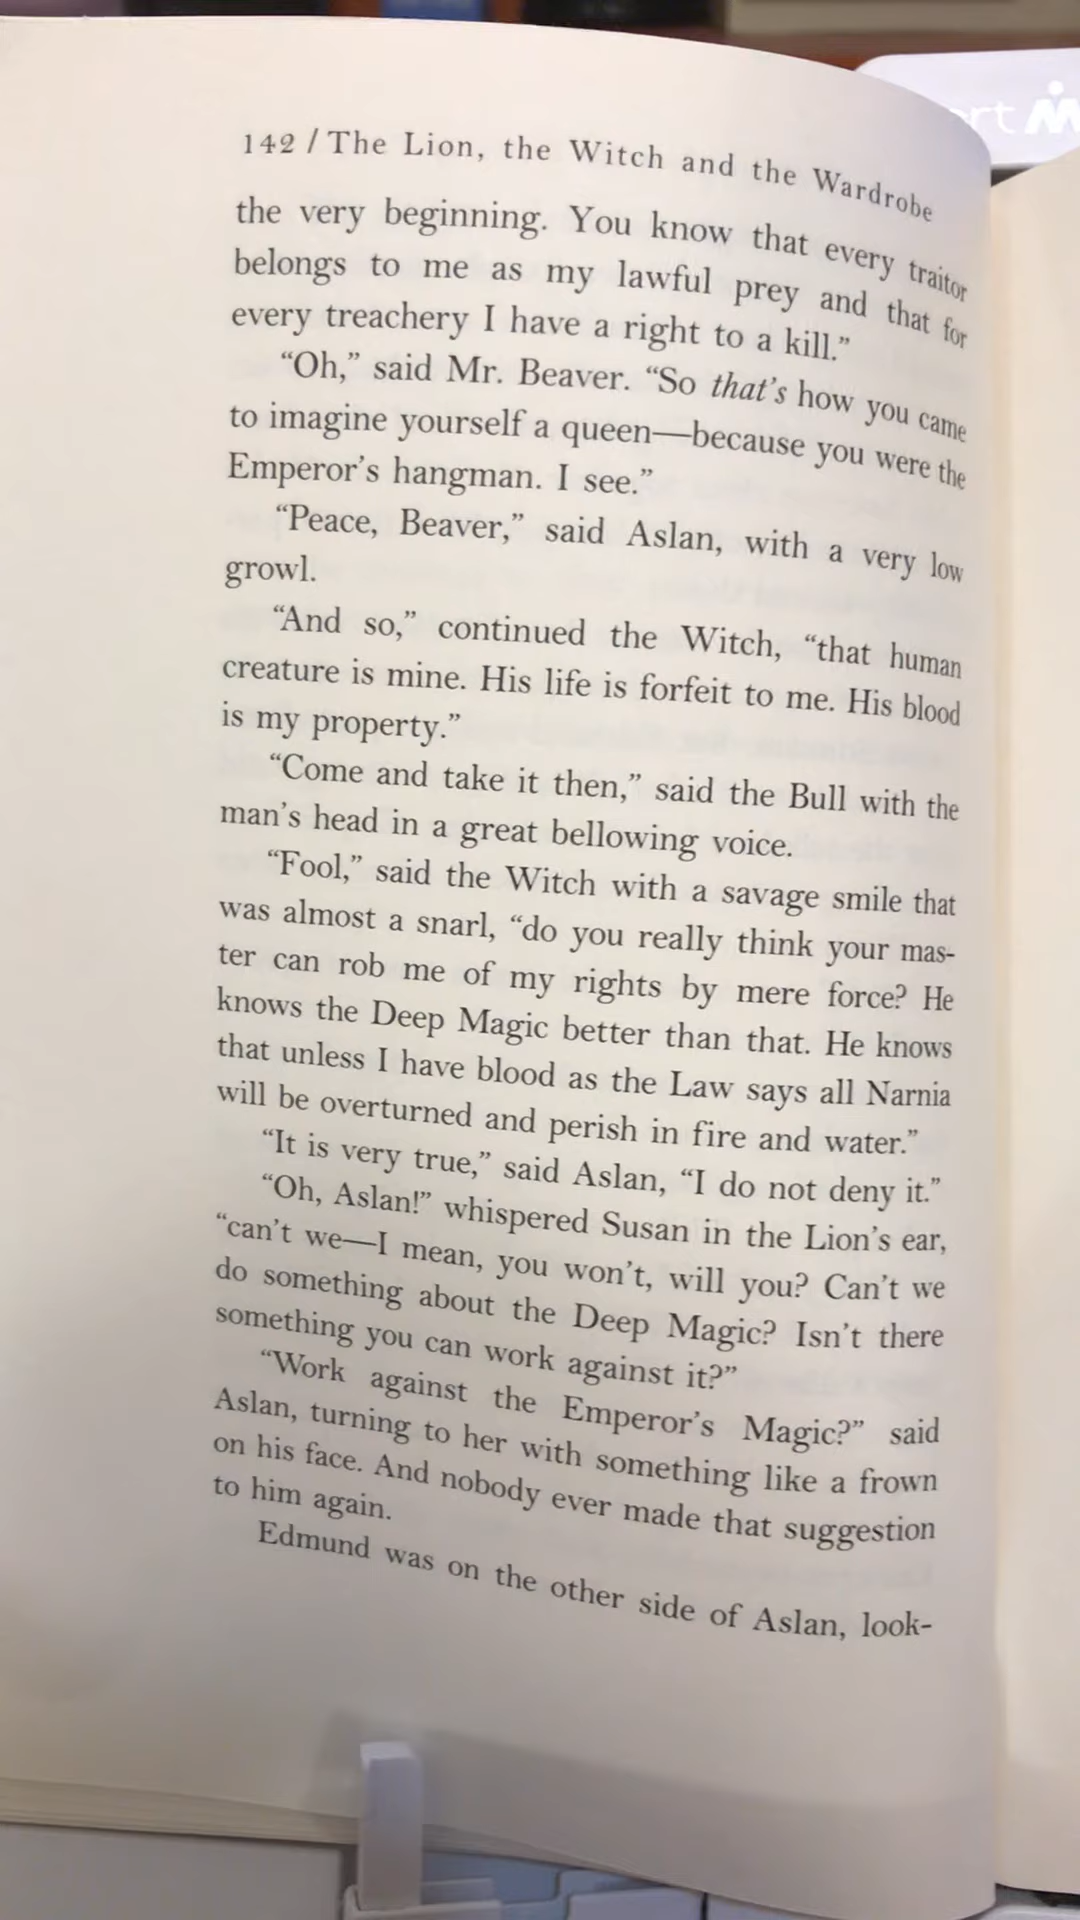 142 / The Lion, the Witch and the Wardrobe
the very beginning. You know that every traitor
belongs to me as my lawful prey and that for
every treachery I have a right to a kill.”
“Oh,” said Mr. Beaver. “So that’s how you came
to imagine yourself a queen—because you were the
Emperor’s hangman. I see.”
“Peace, Beaver,” said Aslan, with a very low
growl.
“And so,” continued the Witch, “that human
creature is mine. His life is forfeit to me. His blood
is my property.”
“Come and take it then,” said the Bull with the
man’s head in a great bellowing voice.
“Fool,” said the Witch with a savage smile that
was almost a snarl, “do you really think your mas-
ter can rob me of my rights by mere force? He
knows the Deep Magic better than that. He knows
that unless I have blood as the Law says all Narnia
will be overturned and perish in fire and water.”
“It is very true,” said Aslan, “I do not deny it.”
“Oh, Aslan!” whispered Susan in the Lion’s ear,
“can’t we—I mean, you won’t, will you? Can’t we
do something about the Deep Magic? Isn’t there
something you can work against it?”
“Work against the Emperor’s Magic?” said
Aslan, turning to her with something like a frown
on his face. And nobody ever made that suggestion
to him again.
Edmund was on the other side of Aslan, look-